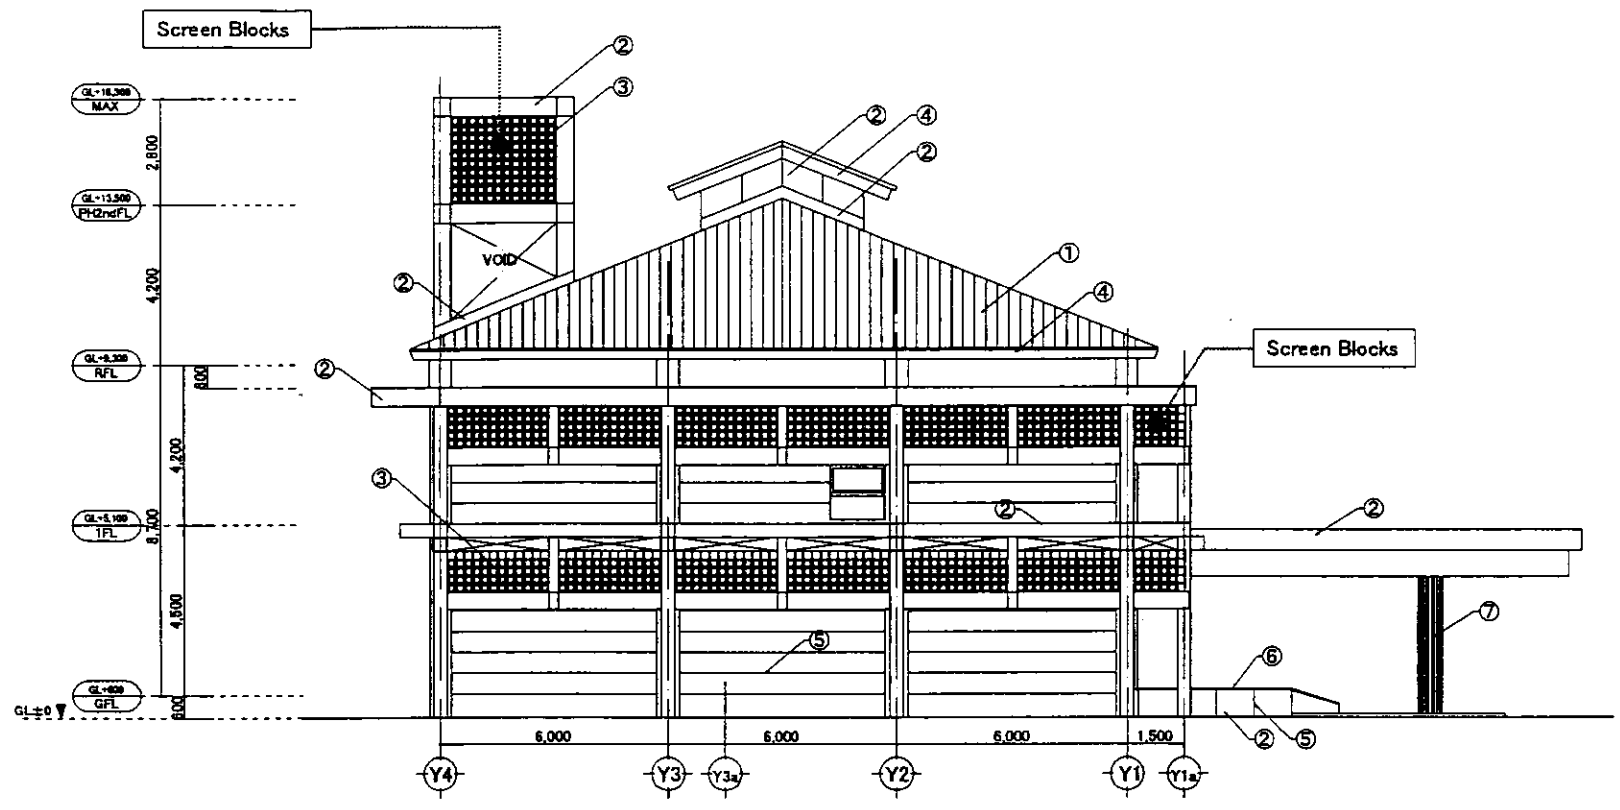 Screen Blocks
②
③
GL+16,300
MAX
2,800
②
④
②
GL+13,500
PH2ndFL
VOID
4,200
②
①
④
Screen Blocks
GL+9,300
RFL
600
②
4,200
③
②
②
GL+5,100
1FL
8,700
4,500
⑦
⑤
⑥
GL+600
GFL
600
GL±0
②
⑤
6,000
6,000
6,000
1,500
Y4
Y3
Y3a
Y2
Y1
Y1a